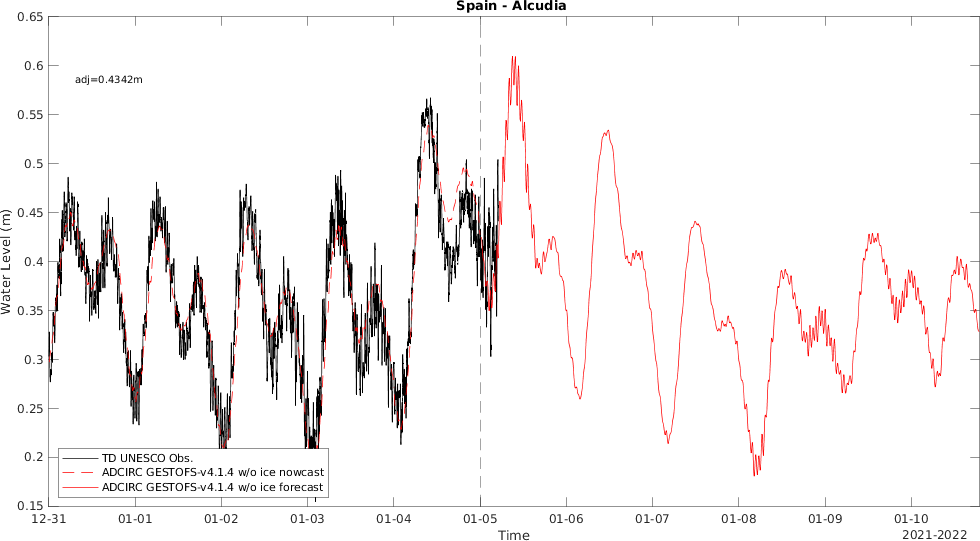 Spain - Alcudia
adj=0.4342m
Water Level (m)
0.65
0.6
0.55
0.5
0.45
0.4
0.35
0.3
0.25
0.2
0.15
TD UNESCO Obs.
ADCIRC GESTOFS-v4.1.4 w/o ice nowcast
ADCIRC GESTOFS-v4.1.4 w/o ice forecast
12-31 01-01 01-02 01-03 01-04 01-05 01-06 01-07 01-08 01-09 01-10
Time
2021-2022